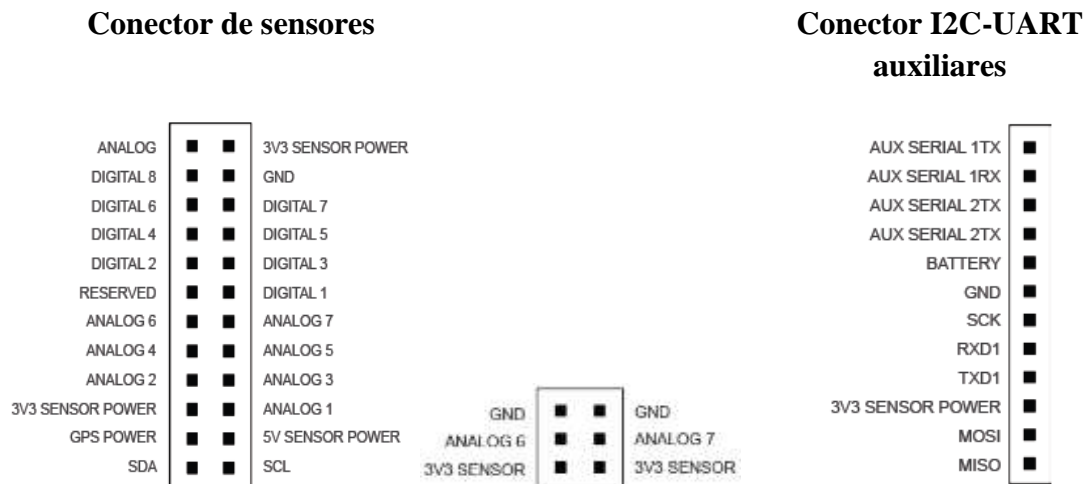 Conector de sensores
Conector I2C-UART
auxiliares
ANALOG 3V3 SENSOR POWER
DIGITAL 8 GND
DIGITAL 6 DIGITAL 7
DIGITAL 4 DIGITAL 5
DIGITAL 2 DIGITAL 3
RESERVED DIGITAL 1
ANALOG 6 ANALOG 7
ANALOG 4 ANALOG 5
ANALOG 2 ANALOG 3
3V3 SENSOR POWER ANALOG 1
GPS POWER 5V SENSOR POWER
SDA SCL
GND GND
ANALOG 6 ANALOG 7
3V3 SENSOR 3V3 SENSOR
AUX SERIAL 1TX
AUX SERIAL 1RX
AUX SERIAL 2TX
AUX SERIAL 2TX
BATTERY
GND
SCK
RXD1
TXD1
3V3 SENSOR POWER
MOSI
MISO